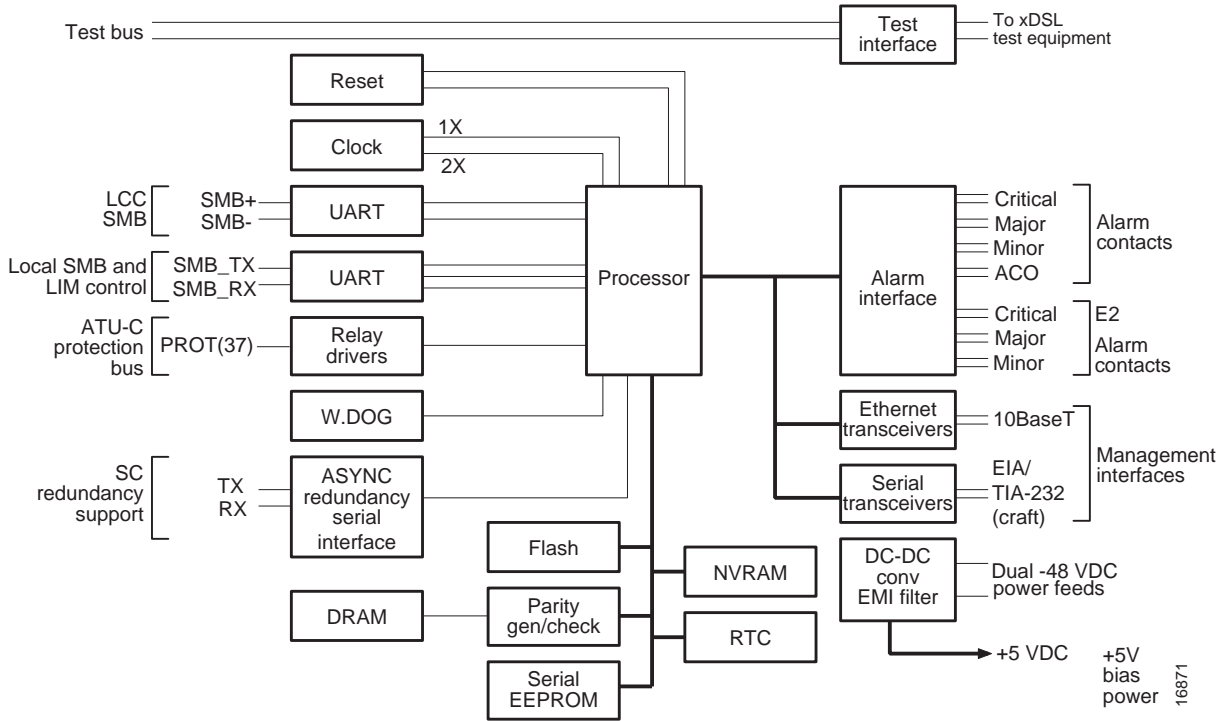 Test bus
Test
interface
To xDSL
test equipment
Reset
Clock
1X
2X
LCC
SMB
SMB+
SMB-
UART
Local SMB and
LIM control
SMB_TX
SMB_RX
UART
ATU-C
protection
bus
PROT(37)
Relay
drivers
W.DOG
SC
redundancy
support
TX
RX
ASYNC
redundancy
serial
interface
Processor
Flash
NVRAM
DRAM
Parity
gen/check
RTC
Serial
EEPROM
Alarm
interface
Critical
Major
Minor
ACO
Alarm
contacts
Critical
Major
Minor
E2
Alarm
contacts
Ethernet
transceivers
10BaseT
Serial
transceivers
EIA/
TIA-232
(craft)
Management
interfaces
DC-DC
conv
EMI filter
Dual -48 VDC
power feeds
+5 VDC
+5V
bias
power
16871